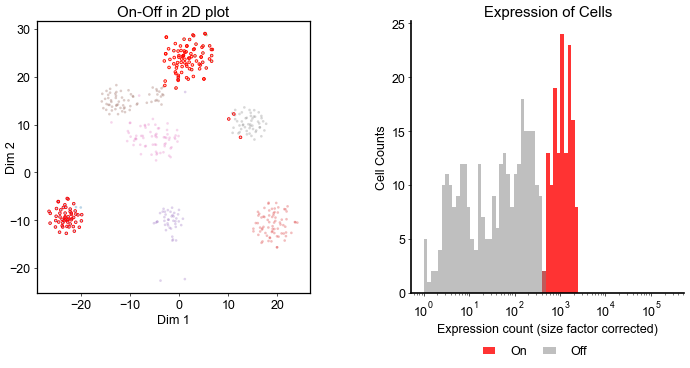 On-Off in 2D plot
30
20
10
0
−10
−20
Dim 2
−20 −10 0 10 20
Dim 1
Expression of Cells
25
20
15
10
5
0
Cell Counts
10^0 10^1 10^2 10^3 10^4 10^5
Expression count (size factor corrected)
On Off